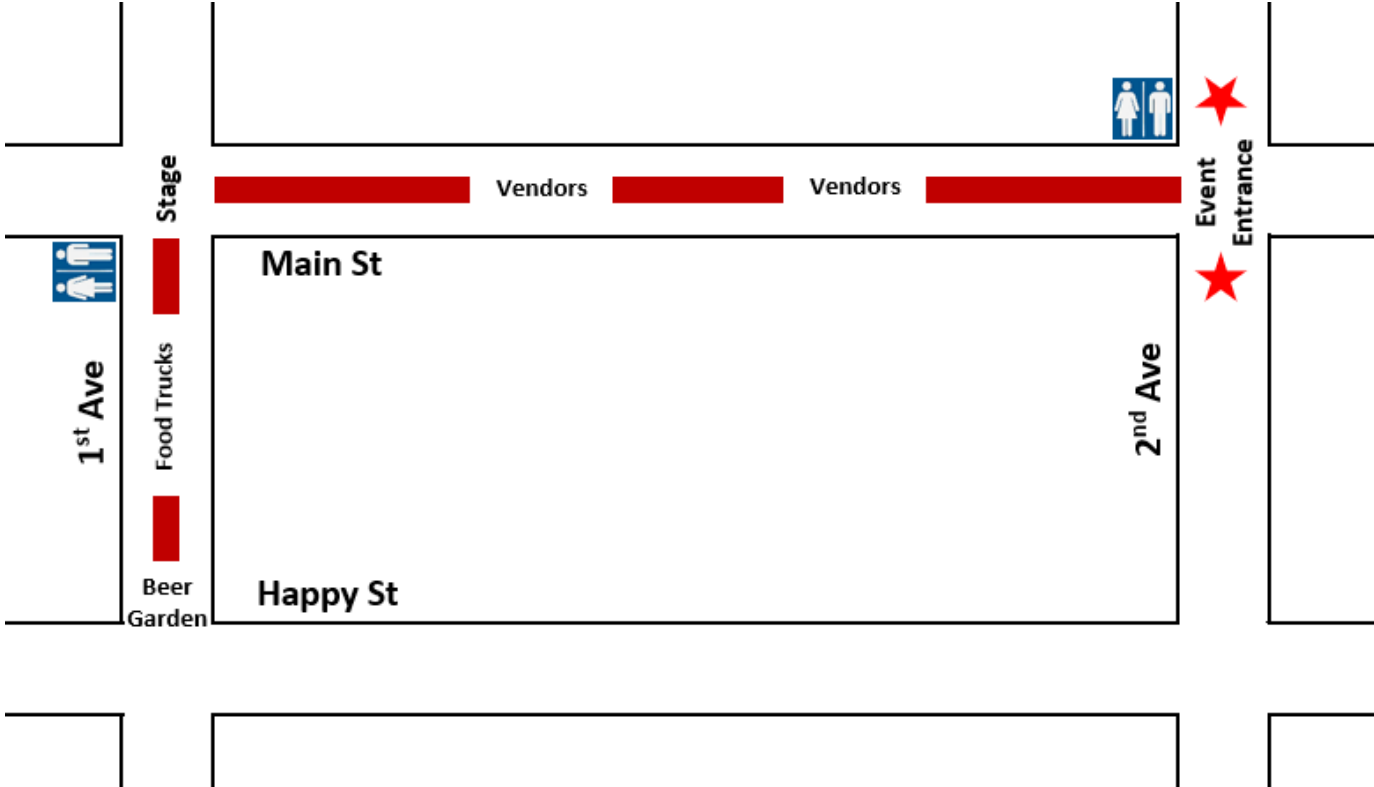 Stage
Vendors
Vendors
Event
Entrance
Main St
1st Ave
Food Trucks
2nd Ave
Beer
Garden
Happy St